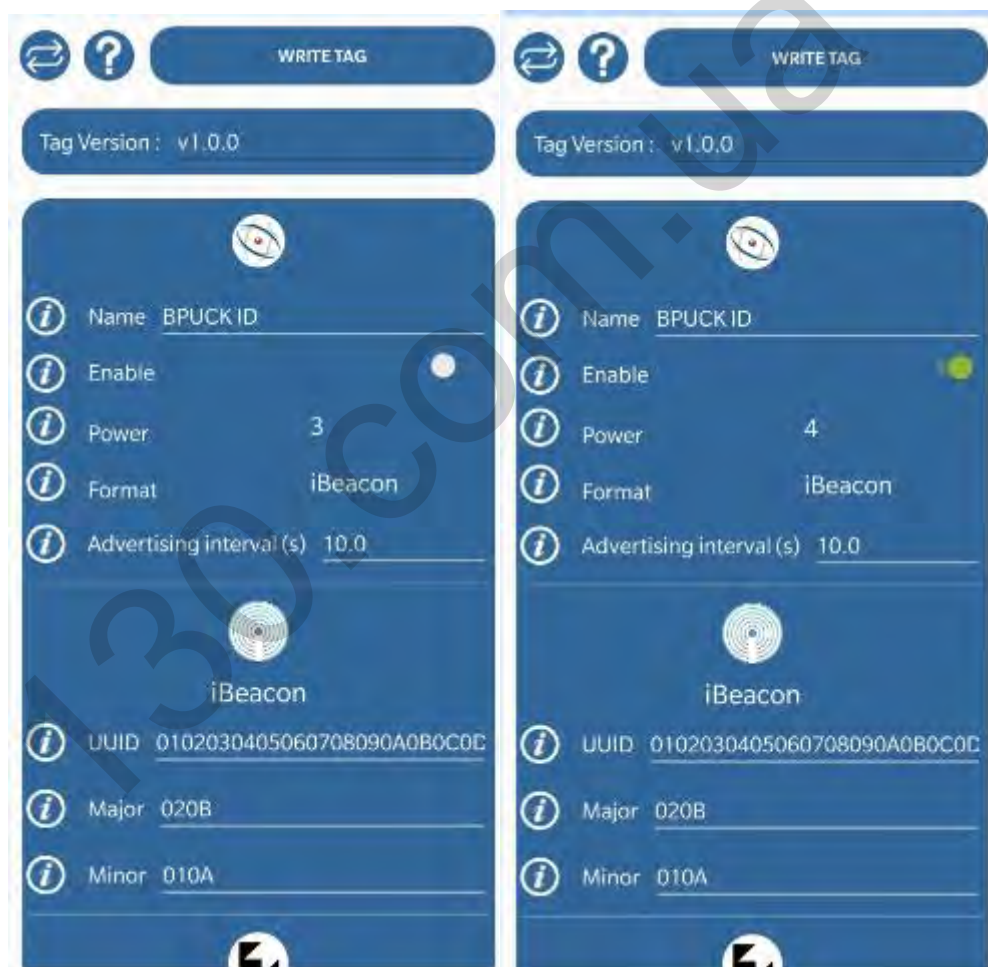 WRITE TAG
Tag Version : v1.0.0
Name BPUCK ID
Enable
Power 3
Format iBeacon
Advertising interval (s) 10.0
iBeacon
UUID 0102030405060708090A0B0C0D
Major 020B
Minor 010A
WRITE TAG
Tag Version : v1.0.0
Name BPUCK ID
Enable
Power 4
Format iBeacon
Advertising interval (s) 10.0
iBeacon
UUID 0102030405060708090A0B0C0D
Major 020B
Minor 010A
130.com.ua